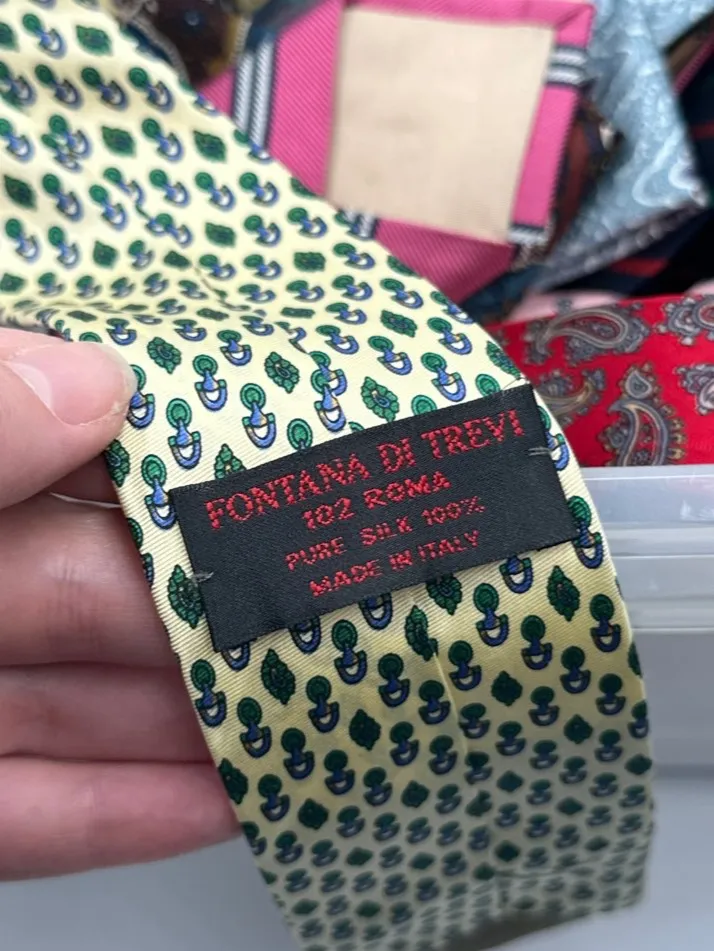 FONTANA DI TREVI
102 ROMA
PURE SILK 100%
MADE IN ITALY